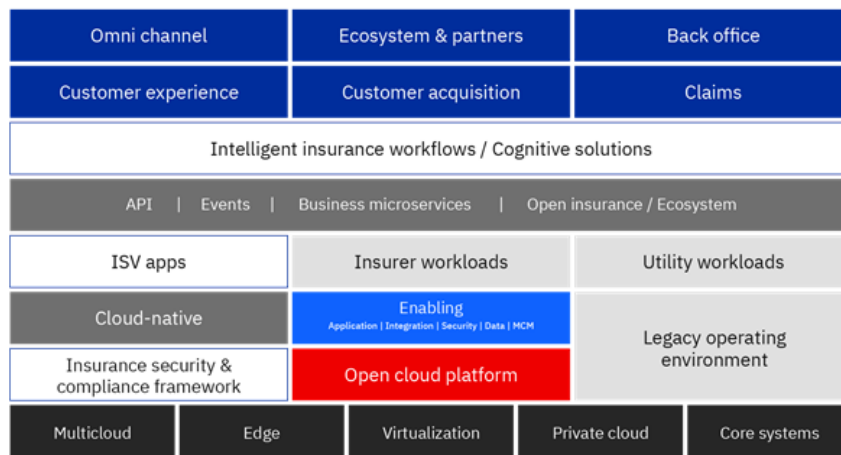 Omni channel
Ecosystem & partners
Back office
Customer experience
Customer acquisition
Claims
Intelligent insurance workflows / Cognitive solutions
API | Events | Business microservices | Open insurance / Ecosystem
ISV apps
Insurer workloads
Utility workloads
Cloud-native
Enabling
Application | Integration | Security | Data | MCM
Legacy operating
environment
Insurance security &
compliance framework
Open cloud platform
Multicloud
Edge
Virtualization
Private cloud
Core systems